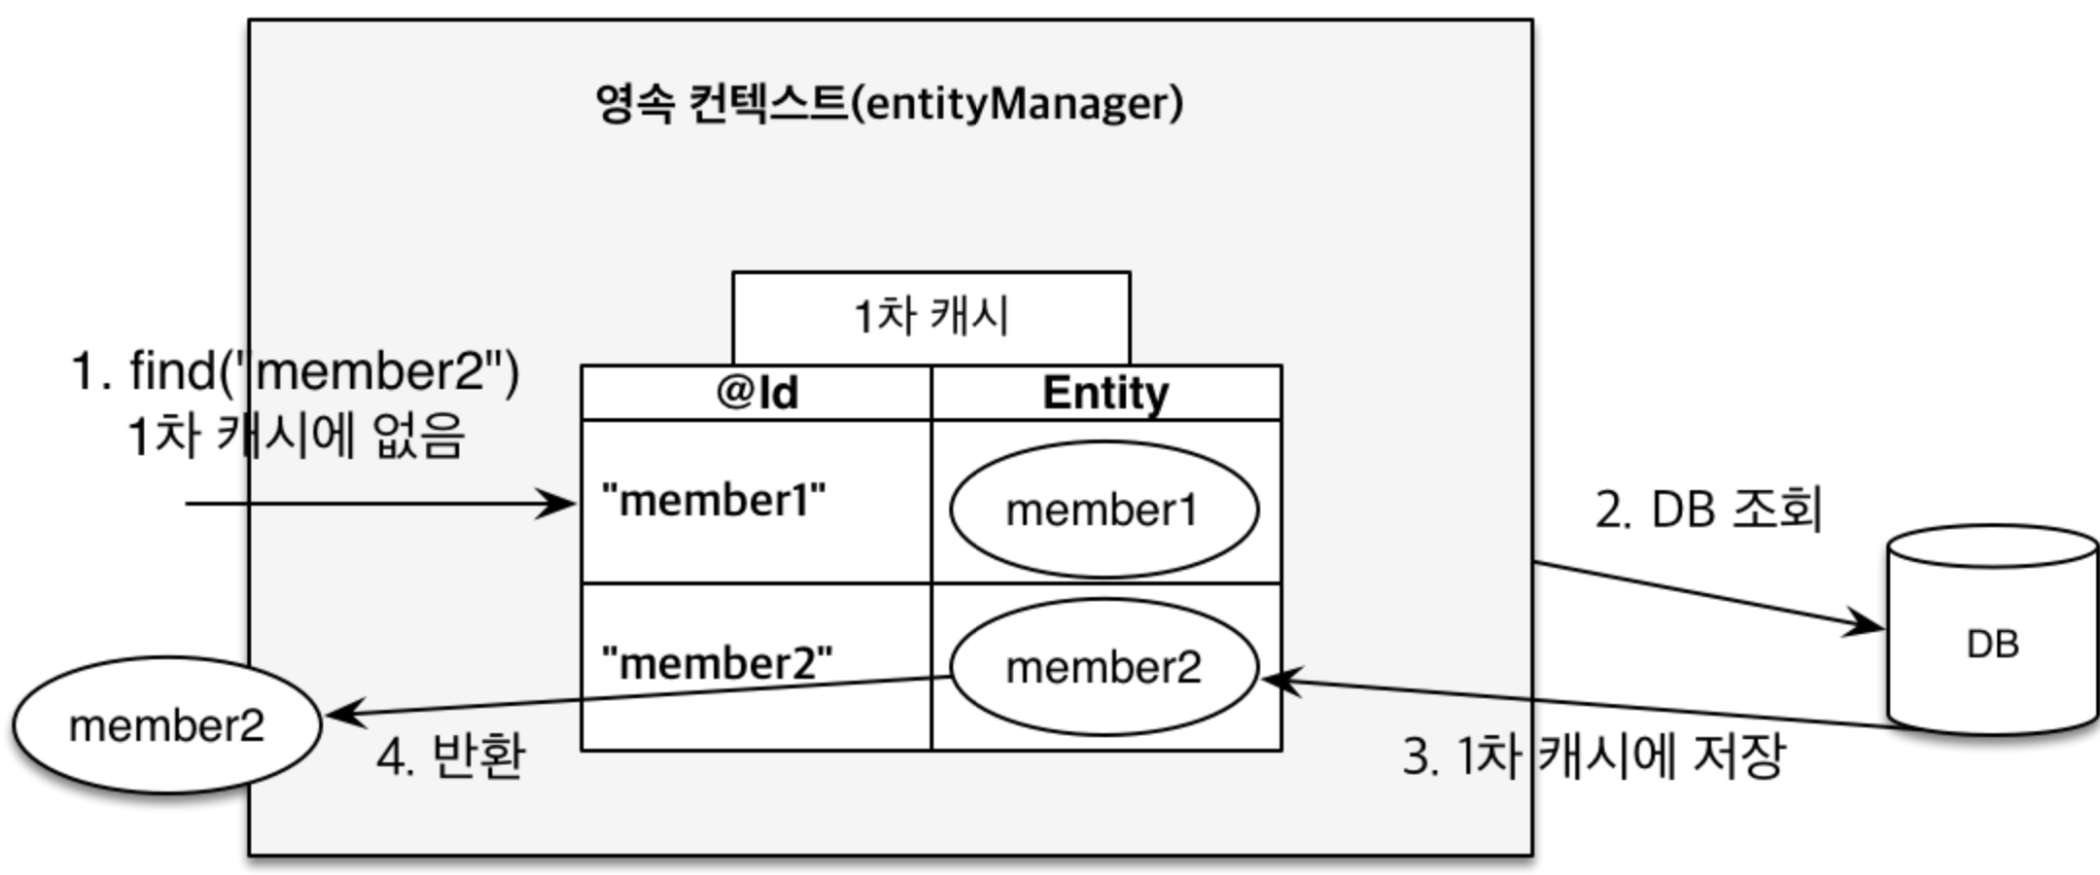 영속 컨텍스트(entityManager)
1차 캐시
1. find("member2")
1차 캐시에 없음
@Id
Entity
"member1"
member1
2. DB 조회
DB
"member2"
member2
member2
4. 반환
3. 1차 캐시에 저장